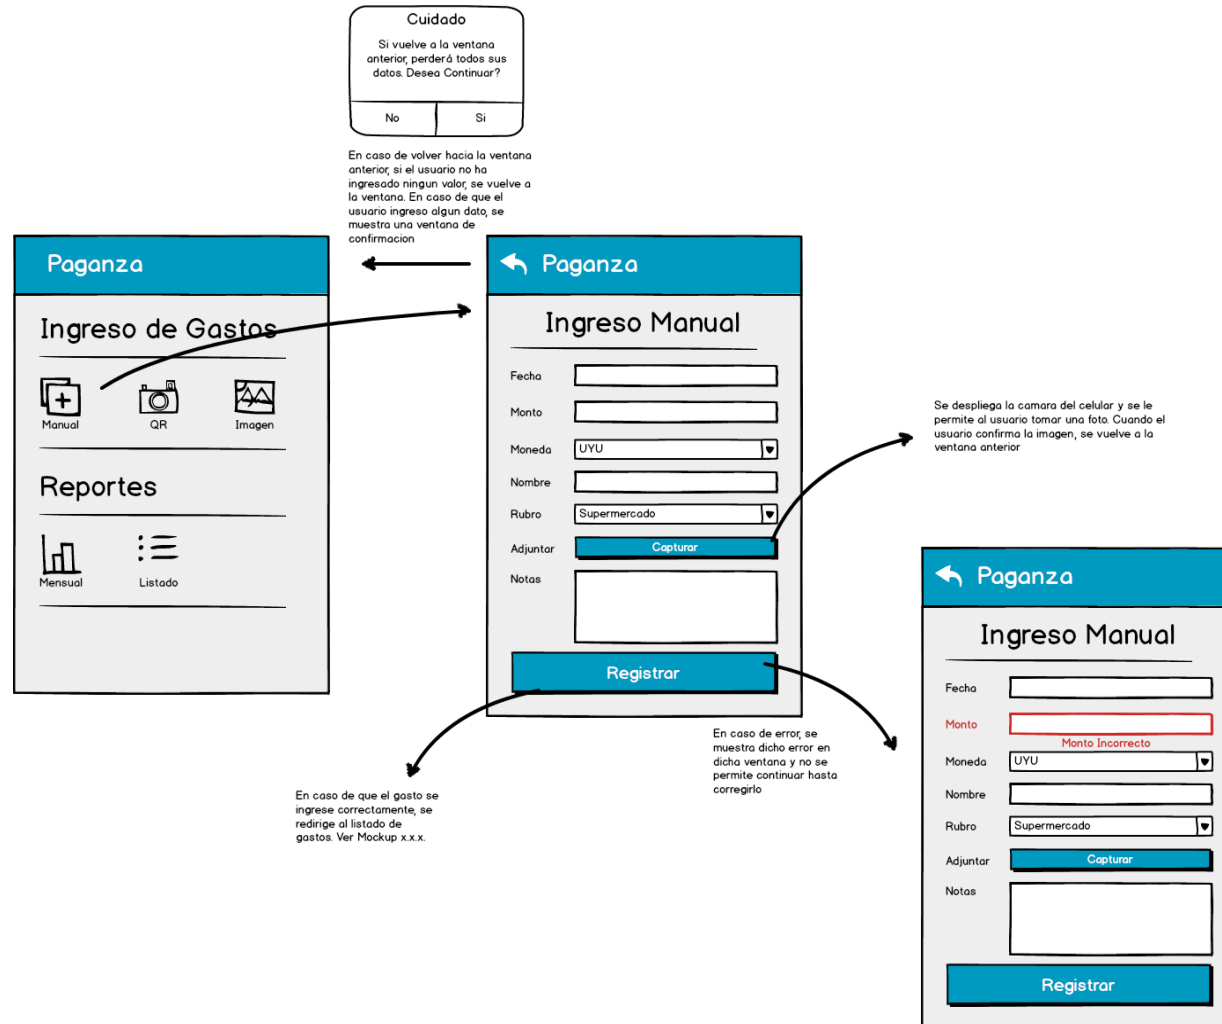 Cuidado
Si vuelve a la ventana
anterior, perderá todos sus
datos. Desea Continuar?
No
Si
En caso de volver hacia la ventana
anterior, si el usuario no ha
ingresado ningun valor, se vuelve a
la ventana. En caso de que el
usuario ingreso algun dato, se
muestra una ventana de
confirmacion
Paganza
Ingreso de Gastos
Manual
QR
Imagen
Reportes
Mensual
Listado
Paganza
Ingreso Manual
Fecha
Monto
Moneda
UYU
Nombre
Rubro
Supermercado
Adjuntar
Capturar
Notas
Registrar
Se despliega la camara del celular y se le
permite al usuario tomar una foto. Cuando el
usuario confirma la imagen, se vuelve a la
ventana anterior
En caso de que el gasto se
ingrese correctamente, se
redirige al listado de
gastos. Ver Mockup x.x.x.
En caso de error, se
muestra dicho error en
dicha ventana y no se
permite continuar hasta
corregirlo
Paganza
Ingreso Manual
Fecha
Monto
Monto Incorrecto
Moneda
UYU
Nombre
Rubro
Supermercado
Adjuntar
Capturar
Notas
Registrar